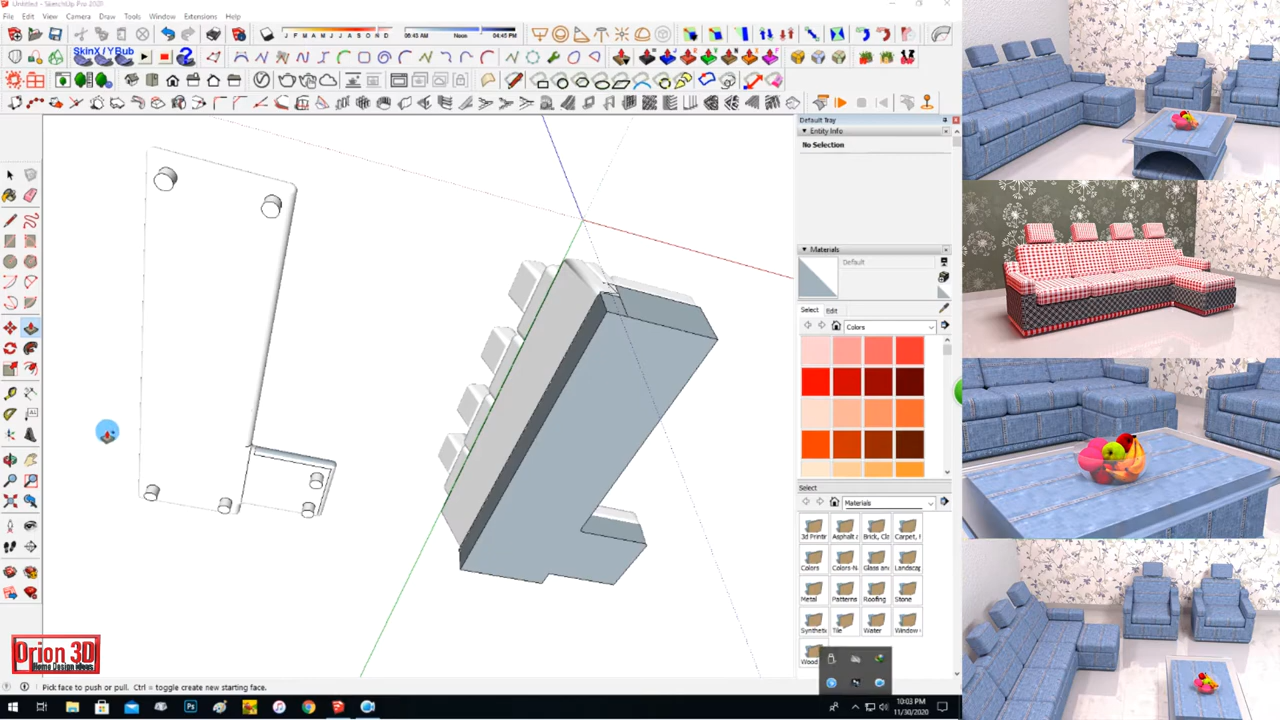 Untitled - SketchUp Pro 2020
File Edit View Camera Draw Tools Window Extensions Help
SkinX/YBub
J F M A M J J A S O N D
06:43 AM Noon 04:45 PM
Default Tray
Entity Info
No Selection
Materials
Default
Select Edit
Colors
Select
Materials
3d Printi Asphalt a Brick, Cla Carpet, F
Colors Colors-N Glass an Landscap
Metal Patterns Roofing Stone
Synthetic Tile Water Window
Wood
Orion 3D
Home Design Ideas
Pick face to push or pull. Ctrl = toggle create new starting face.
10:03 PM
11/30/2020